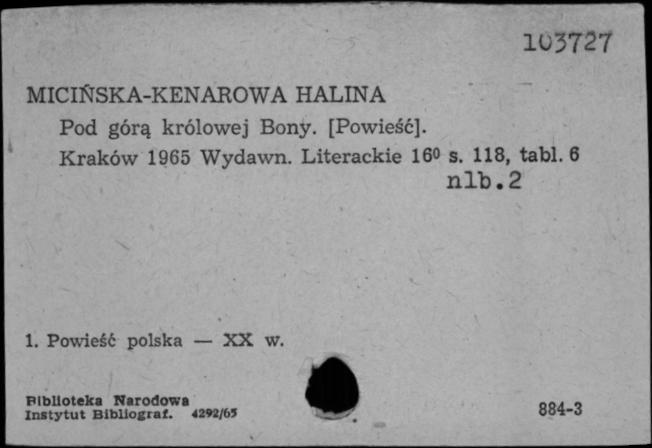 103727
MICIŃSKA-KENAROWA HALINA
Pod górą królowej Bony. [Powieść].
Kraków 1965 Wydawn. Literackie 16⁰ s. 118, tabl. 6
nlb.2
1. Powieść polska — XX w.
Biblioteka Narodowa
Instytut Bibliograf. 4292/65
884-3